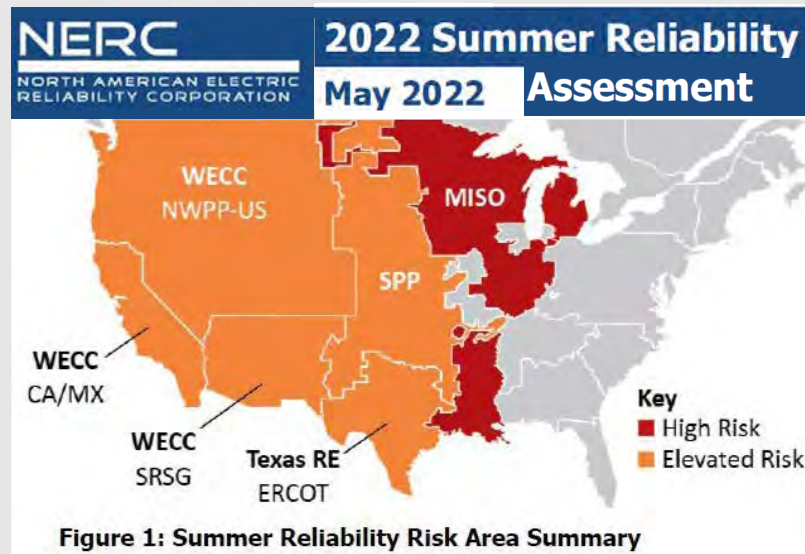 NERC
NORTH AMERICAN ELECTRIC
RELIABILITY CORPORATION
2022 Summer Reliability
May 2022 Assessment
WECC
NWPP-US
MISO
SPP
WECC
CA/MX
WECC
SRSG
Texas RE
ERCOT
Key
High Risk
Elevated Risk
Figure 1: Summer Reliability Risk Area Summary